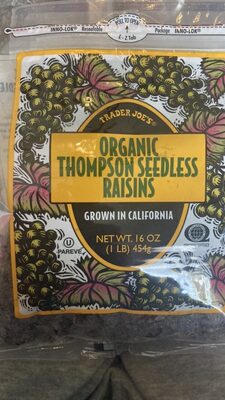 PULL TO OPEN
INNO-LOK® Resealable Package INNO-LOK®
E-Z Tab
TRADER JOE'S®
ORGANIC
THOMPSON SEEDLESS
RAISINS
GROWN IN CALIFORNIA
NET WT. 16 OZ
(1 LB) 454g
U
PAREVE